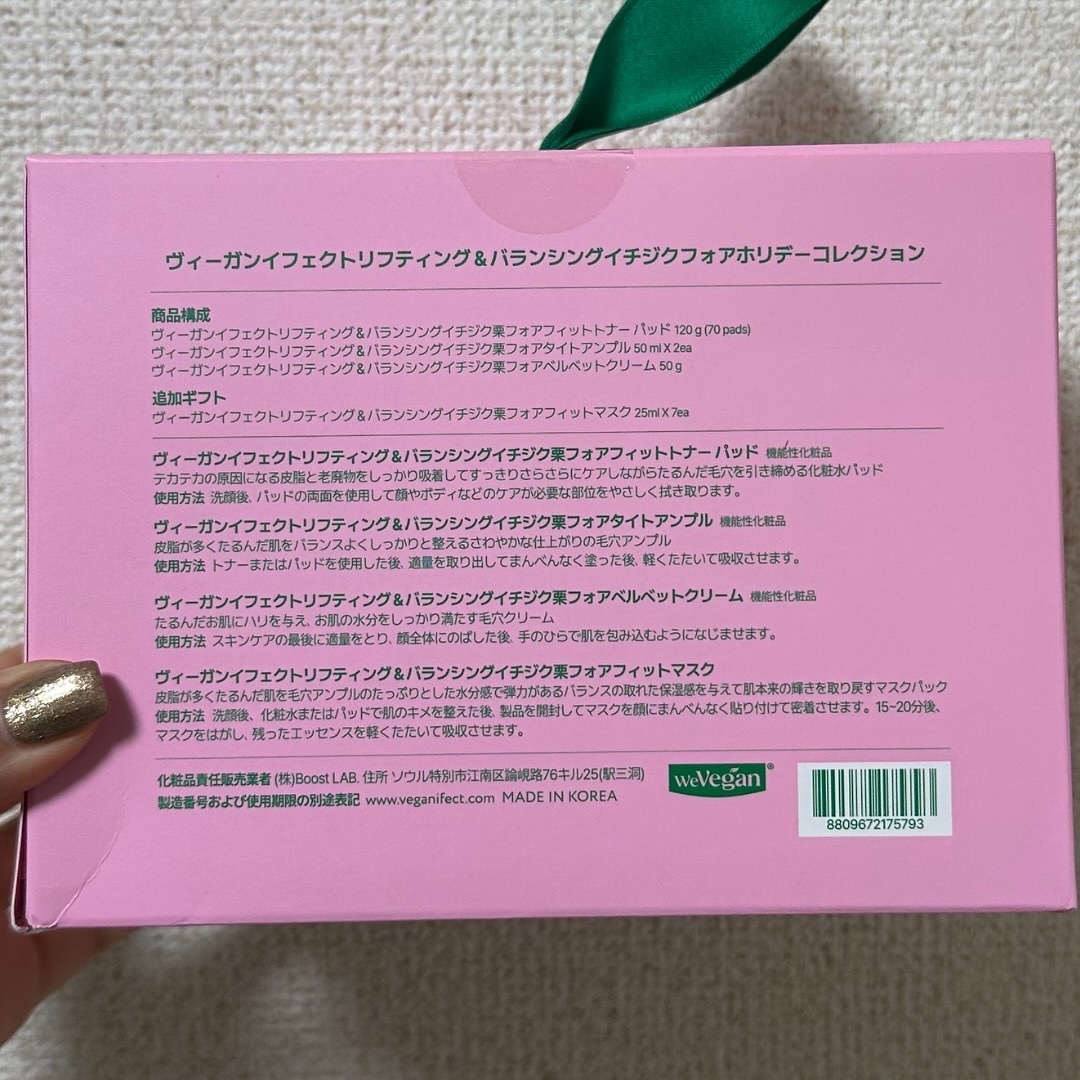 ヴィーガンイフェクトリフティング&バランシングイチジクフォアホリデーコレクション
商品構成
ヴィーガンイフェクトリフティング&バランシングイチジク栗フォアフィットトナー パッド 120 g (70 pads)
ヴィーガンイフェクトリフティング&バランシングイチジク栗フォアタイトアンプル 50 ml X 2ea
ヴィーガンイフェクトリフティング&バランシングイチジク栗フォアベルベットクリーム 50 g
追加ギフト
ヴィーガンイフェクトリフティング&バランシングイチジク栗フォアフィットマスク 25ml X 7ea
ヴィーガンイフェクトリフティング&バランシングイチジク栗フォアフィットトナー パッド 機能性化粧品
テカテカの原因になる皮脂と老廃物をしっかり吸着してすっきりさらさらにケアしながらたるんだ毛穴を引き締める化粧水パッド
使用方法 洗顔後、パッドの両面を使用して顔やボディなどのケアが必要な部位をやさしく拭き取ります。
ヴィーガンイフェクトリフティング&バランシングイチジク栗フォアタイトアンプル 機能性化粧品
皮脂が多くたるんだ肌をバランスよくしっかりと整えるさわやかな仕上がりの毛穴アンプル
使用方法 トナーまたはパッドを使用した後、適量を取り出してまんべんなく塗った後、軽くたたいて吸収させます。
ヴィーガンイフェクトリフティング&バランシングイチジク栗フォアベルベットクリーム 機能性化粧品
たるんだお肌にハリを与え、お肌の水分をしっかり満たす毛穴クリーム
使用方法 スキンケアの最後に適量をとり、顔全体にのばした後、手のひらで肌を包み込むようになじませます。
ヴィーガンイフェクトリフティング&バランシングイチジク栗フォアフィットマスク
皮脂が多くたるんだ肌を毛穴アンプルのたっぷりとした水分感で弾力があるバランスの取れた保湿感を与えて肌本来の輝きを取り戻すマスクパック
使用方法 洗顔後、化粧水またはパッドで肌のキメを整えた後、製品を開封してマスクを顔にまんべんなく貼り付けて密着させます。15~20分後、
マスクをはがし、残ったエッセンスを軽くたたいて吸収させます。
化粧品責任販売業者 (株)Boost LAB. 住所 ソウル特別市江南区論峴路76キル25(駅三洞)
製造番号および使用期限の別途表記 www.veganifect.com MADE IN KOREA
weVegan®
8809672175793